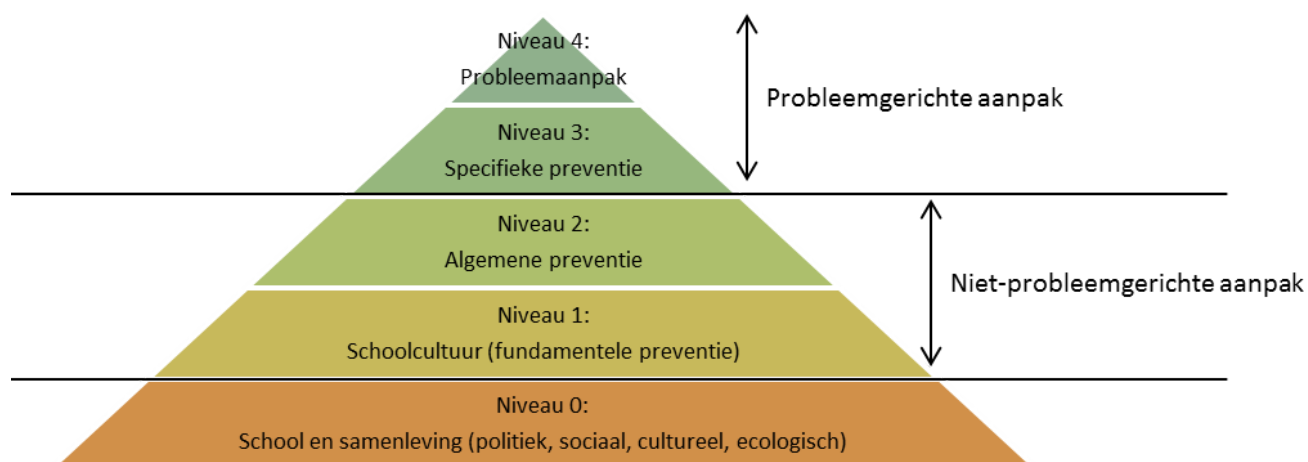 Niveau 4:
Probleemaanpak
Probleemgerichte aanpak
Niveau 3:
Specifieke preventie
Niveau 2:
Algemene preventie
Niet-probleemgerichte aanpak
Niveau 1:
Schoolcultuur (fundamentele preventie)
Niveau 0:
School en samenleving (politiek, sociaal, cultureel, ecologisch)